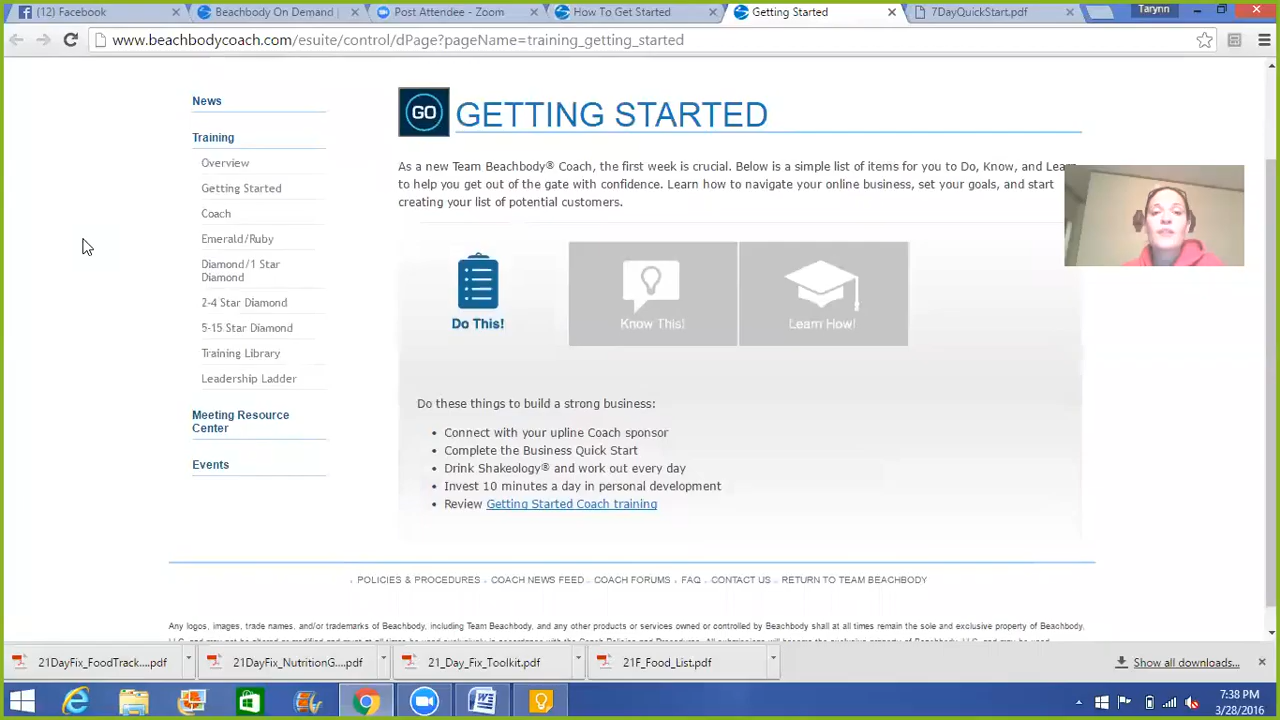 (12) Facebook
Beachbody On Demand |
Post Attendee - Zoom
How To Get Started
Getting Started
7DayQuickStart.pdf
Tarynn
www.beachbodycoach.com/esuite/control/dPage?pageName=training_getting_started
News
Training
Overview
Getting Started
Coach
Emerald/Ruby
Diamond/1 Star
Diamond
2-4 Star Diamond
5-15 Star Diamond
Training Library
Leadership Ladder
Meeting Resource
Center
Events
GO
GETTING STARTED
As a new Team Beachbody® Coach, the first week is crucial. Below is a simple list of items for you to Do, Know, and Learn
to help you get out of the gate with confidence. Learn how to navigate your online business, set your goals, and start
creating your list of potential customers.
Do This!
Know This!
Learn How!
Do these things to build a strong business:
• Connect with your upline Coach sponsor
• Complete the Business Quick Start
• Drink Shakeology® and work out every day
• Invest 10 minutes a day in personal development
• Review Getting Started Coach training
POLICIES & PROCEDURES
COACH NEWS FEED
COACH FORUMS
FAQ
CONTACT US
RETURN TO TEAM BEACHBODY
Any logos, images, trade names, and/or trademarks of Beachbody, including Team Beachbody, and any other products or services owned or controlled by Beachbody shall at all times remain the sole and exclusive property of Beachbody,
21DayFix_FoodTrack....pdf
21DayFix_NutritionG....pdf
21_Day_Fix_Toolkit.pdf
21F_Food_List.pdf
Show all downloads...
7:38 PM
3/28/2016